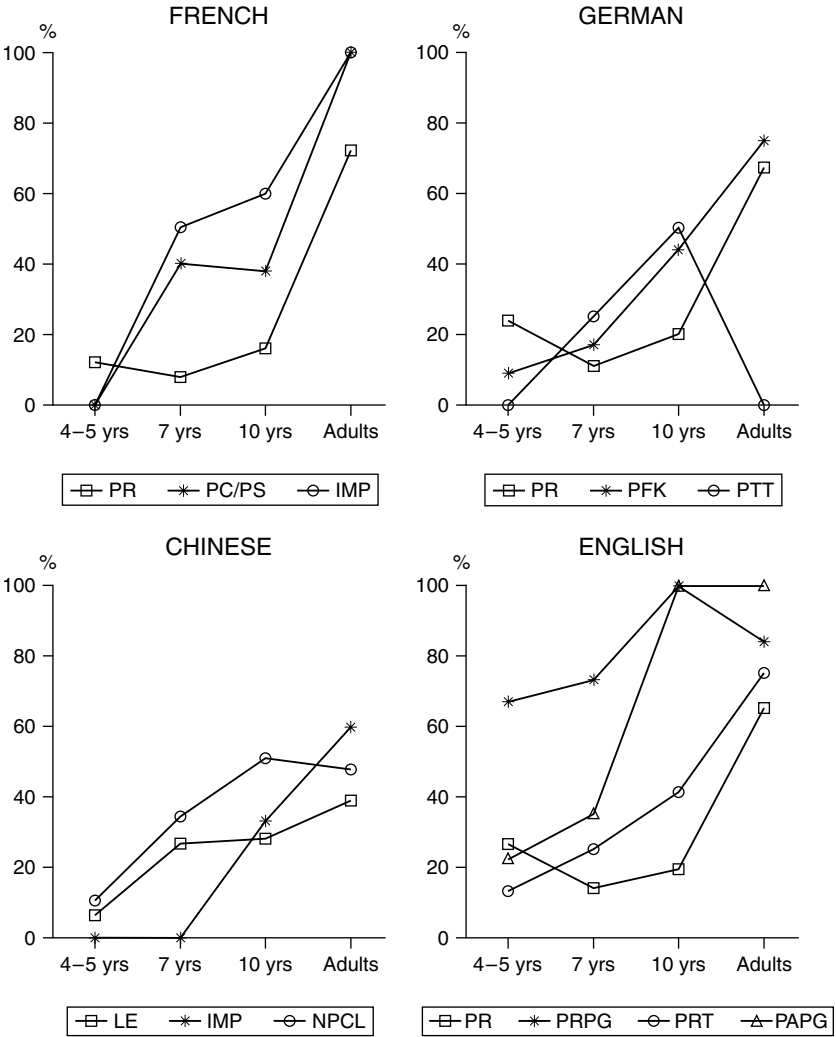 FRENCH
%
100
80
60
40
20
0
4–5 yrs 7 yrs 10 yrs Adults
PR PC/PS IMP
GERMAN
%
100
80
60
40
20
0
4–5 yrs 7 yrs 10 yrs Adults
PR PFK PTT
CHINESE
%
100
80
60
40
20
0
4–5 yrs 7 yrs 10 yrs Adults
LE IMP NPCL
ENGLISH
%
100
80
60
40
20
0
4–5 yrs 7 yrs 10 yrs Adults
PR PRPG PRT PAPG